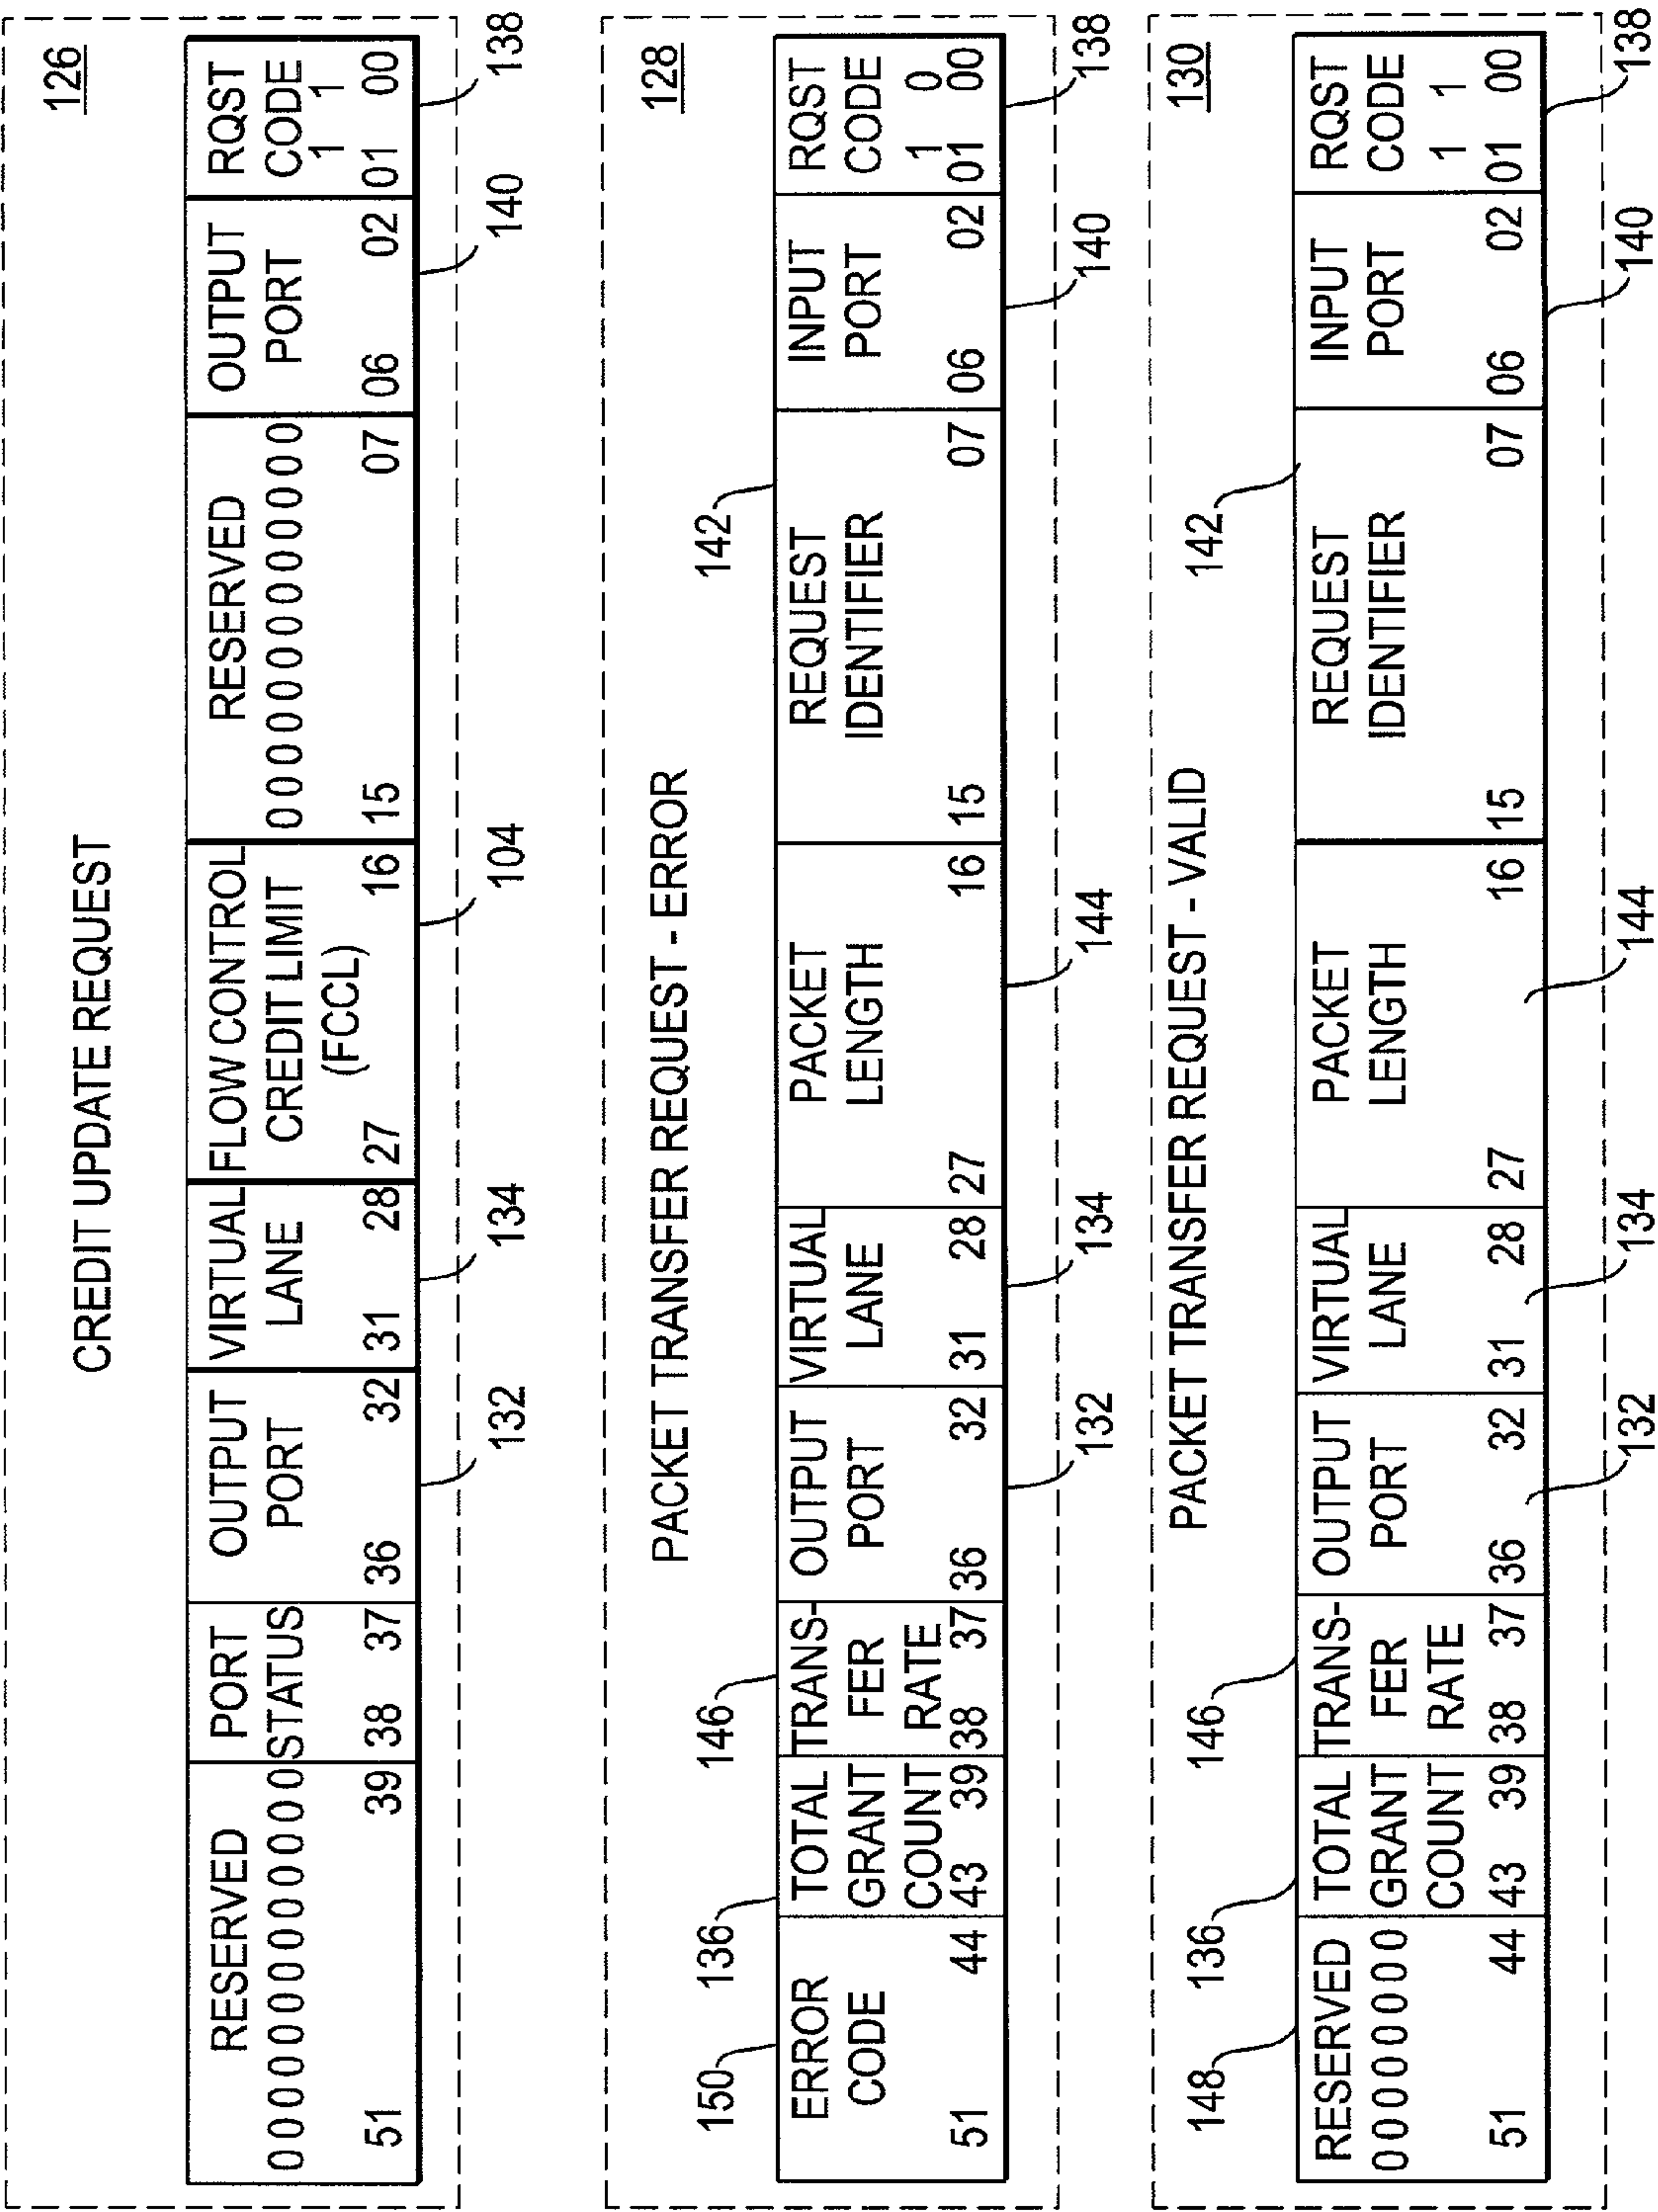 126
CREDIT UPDATE REQUEST
RESERVED
0000000000000
51 39
PORT
STATUS
38 37
OUTPUT
PORT
36 32
VIRTUAL
LANE
31 28
FLOW CONTROL
CREDIT LIMIT
(FCCL)
27 16
RESERVED
0000000000000
15 07
OUTPUT
PORT
06 02
RQST
CODE
1 1
01 00
132
134
104
140
138
128
PACKET TRANSFER REQUEST - ERROR
150
136
146
142
ERROR
CODE
51 44
TOTAL
GRANT
COUNT
43 39
TRANS-
FER
RATE
38 37
OUTPUT
PORT
36 32
VIRTUAL
LANE
31 28
PACKET
LENGTH
27 16
REQUEST
IDENTIFIER
15 07
INPUT
PORT
06 02
RQST
CODE
1 0
01 00
132
134
144
140
138
130
PACKET TRANSFER REQUEST - VALID
148
136
146
142
RESERVED
00000000
51 44
TOTAL
GRANT
COUNT
43 39
TRANS-
FER
RATE
38 37
OUTPUT
PORT
36 32
VIRTUAL
LANE
31 28
PACKET
LENGTH
27 16
REQUEST
IDENTIFIER
15 07
INPUT
PORT
06 02
RQST
CODE
1 1
01 00
132
134
144
140
138